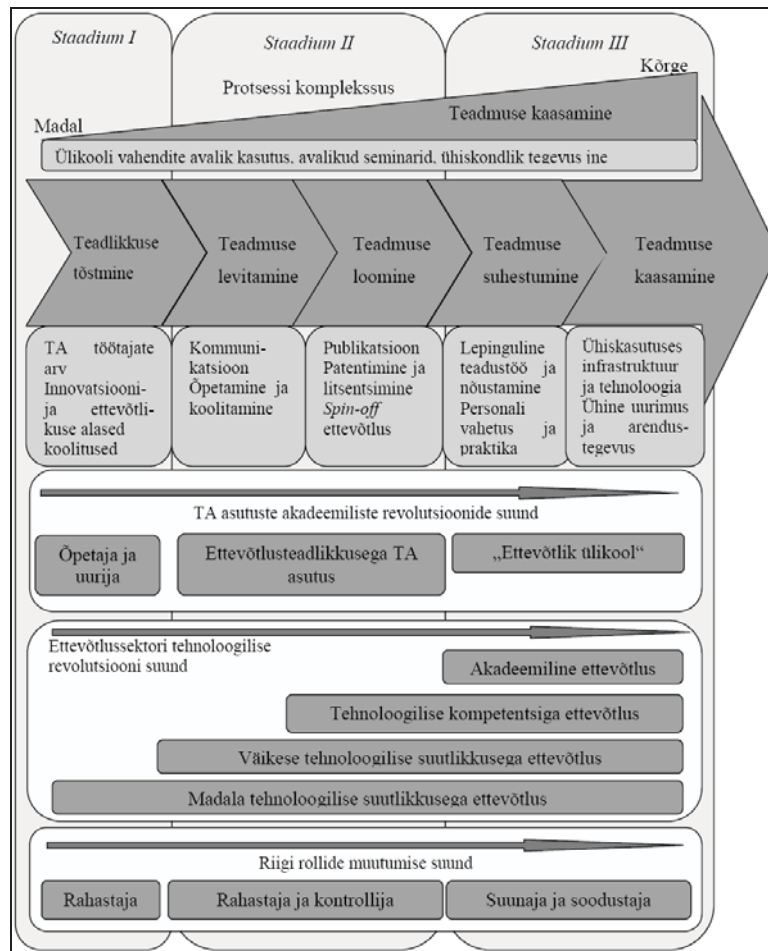 Staadium I
Staadium II
Staadium III
Kõrge
Protsessi komplekssus
Teadmuse kaasamine
Madal
Ülikooli vahendite avalik kasutus, avalikud seminarid, ühiskondlik tegevus jne
Teadlikkuse
tõstmine
Teadmuse
levitamine
Teadmuse
loomine
Teadmuse
suhestumine
Teadmuse
kaasamine
TA töötajate
arv
Innovatsiooni-
ja ettevõtli-
kuse alased
koolitused
Kommuni-
katsioon
Õpetamine ja
koolitamine
Publikatsioon
Patentimine ja
litsentsimine
Spin-off
ettevõtlus
Lepinguline
teadustöö ja
nõustamine
Personali
vahetus ja
praktika
Ühiskasutuses
infrastruktuur
ja tehnoloogia
Ühine uurimus
ja arendus-
tegevus
TA asutuste akadeemiliste revolutsioonide suund
Õpetaja ja
uurija
Ettevõtlusteadlikkusega TA
asutus
„Ettevõtlik ülikool“
Ettevõtlussektori tehnoloogilise
revolutsiooni suund
Akadeemiline ettevõtlus
Tehnoloogilise kompetentsiga ettevõtlus
Väikese tehnoloogilise suutlikkusega ettevõtlus
Madala tehnoloogilise suutlikkusega ettevõtlus
Riigi rollide muutumise suund
Rahastaja
Rahastaja ja kontrollija
Suunaja ja soodustaja